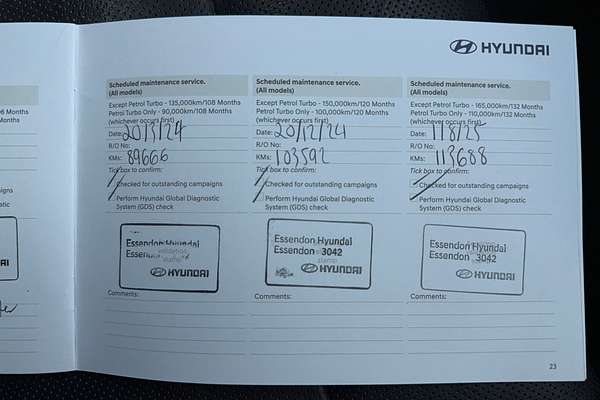 HYUNDAI
Scheduled maintenance service.
(All models)
Except Petrol Turbo - 135,000km/108 Months
Petrol Turbo Only - 90,000km/108 Months
(whichever occurs first)
Date: 20/3/24
R/O No:
KMs: 89666
Tick box to confirm:
Checked for outstanding campaigns
Perform Hyundai Global Diagnostic
System (GDS) check
Essendon Hyundai
HYUNDAI
Comments:
Scheduled maintenance service.
(All models)
Except Petrol Turbo - 150,000km/120 Months
Petrol Turbo Only - 100,000km/120 Months
(whichever occurs first)
Date: 20/12/24
R/O No:
KMs: 103592
Tick box to confirm:
Checked for outstanding campaigns
Perform Hyundai Global Diagnostic
System (GDS) check
Essendon Hyundai
Essendon 3042
HYUNDAI
Comments:
Scheduled maintenance service.
(All models)
Except Petrol Turbo - 165,000km/132 Months
Petrol Turbo Only - 110,000km/132 Months
(whichever occurs first)
Date: 1/8/25
R/O No:
KMs: 113688
Tick box to confirm:
Checked for outstanding campaigns
Perform Hyundai Global Diagnostic
System (GDS) check
Essendon Hyundai
Essendon 3042
HYUNDAI
Comments:
23